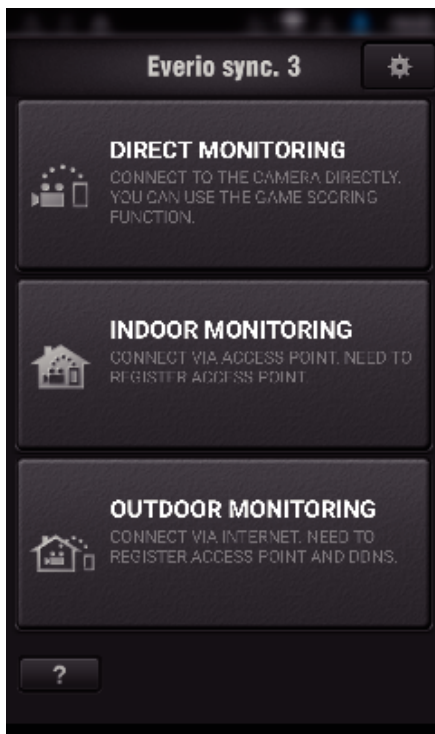 Everio sync. 3
DIRECT MONITORING
CONNECT TO THE CAMERA DIRECTLY.
YOU CAN USE THE GAME SCORING
FUNCTION.
INDOOR MONITORING
CONNECT VIA ACCESS POINT. NEED TO
REGISTER ACCESS POINT.
OUTDOOR MONITORING
CONNECT VIA INTERNET. NEED TO
REGISTER ACCESS POINT AND DDNS.
?